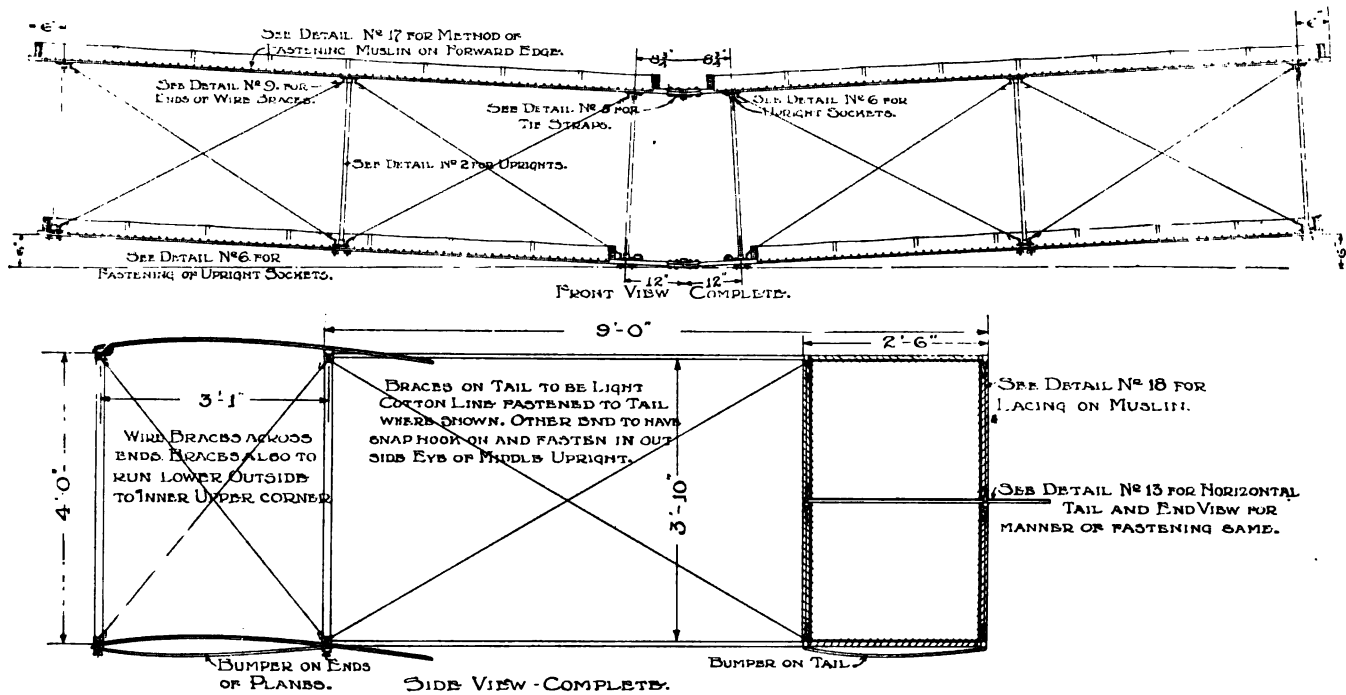 6"
SEE DETAIL Nº 17 FOR METHOD OF
FASTENING MUSLIN ON FORWARD EDGE.
8¾" 8¾"
6"
SEE DETAIL Nº 9. FOR
ENDS OF WIRE BRACES.
SEE DETAIL Nº 5 FOR
TIE STRAPS.
SEE DETAIL Nº 6 FOR
UPRIGHT SOCKETS.
SEE DETAIL Nº 2 FOR UPRIGHTS.
6"
SEE DETAIL Nº 6. FOR
FASTENING OF UPRIGHT SOCKETS.
12" 12"
6"
FRONT VIEW COMPLETE.
9'-0"
2'-6"
3'-1"
4'-0"
WIRE BRACES ACROSS
ENDS. BRACES ALSO TO
RUN LOWER OUTSIDE
TO INNER UPPER CORNER
BRACES ON TAIL TO BE LIGHT
COTTON LINE FASTENED TO TAIL
WHERE SHOWN. OTHER END TO HAVE
SNAP HOOK ON AND FASTEN IN OUT
SIDE EYE OF MIDDLE UPRIGHT.
3'-10"
SEE DETAIL Nº 18 FOR
LACING ON MUSLIN.
SEE DETAIL Nº 13 FOR HORIZONTAL
TAIL AND END VIEW FOR
MANNER OF FASTENING SAME.
BUMPER ON ENDS
OF PLANES.
BUMPER ON TAIL.
SIDE VIEW - COMPLETE.